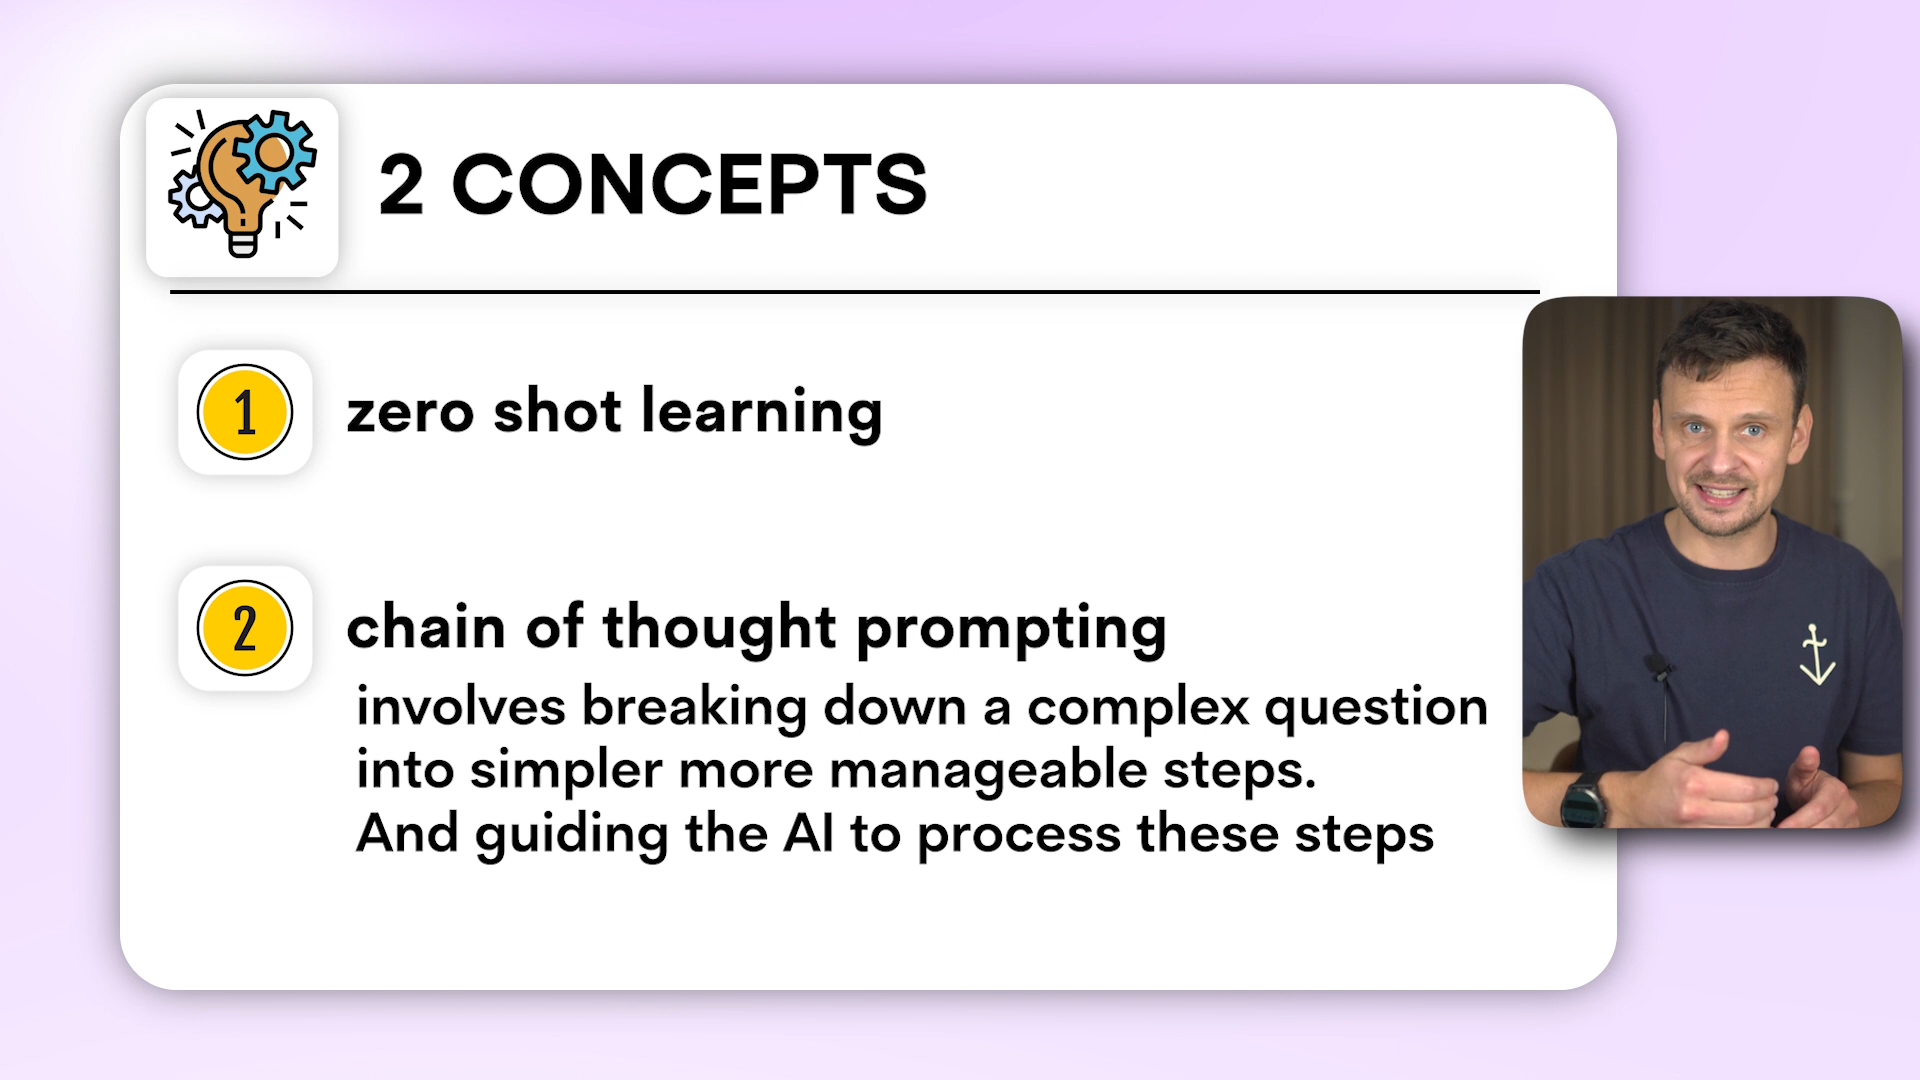 2 CONCEPTS
1
zero shot learning
2
chain of thought prompting
involves breaking down a complex question
into simpler more manageable steps.
And guiding the AI to process these steps